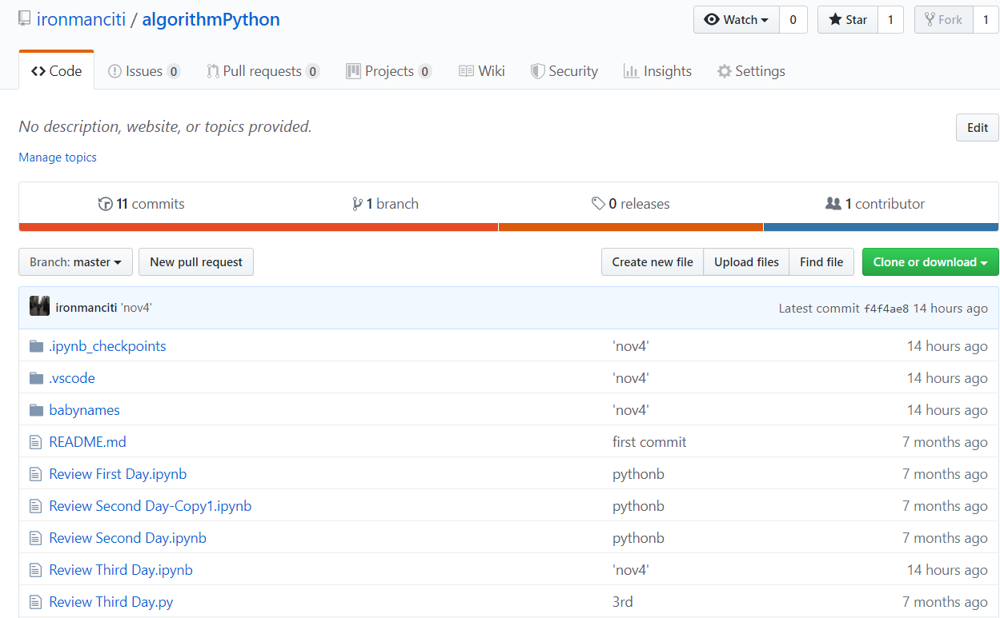 ironmanciti / algorithmPython
Watch 0 Star 1 Fork 1
Code Issues 0 Pull requests 0 Projects 0 Wiki Security Insights Settings
No description, website, or topics provided.
Edit
Manage topics
11 commits 1 branch 0 releases 1 contributor
Branch: master New pull request Create new file Upload files Find file Clone or download
ironmanciti 'nov4' Latest commit f4f4ae8 14 hours ago
.ipynb_checkpoints 'nov4' 14 hours ago
.vscode 'nov4' 14 hours ago
babynames 'nov4' 14 hours ago
README.md first commit 7 months ago
Review First Day.ipynb pythonb 7 months ago
Review Second Day-Copy1.ipynb pythonb 7 months ago
Review Second Day.ipynb pythonb 7 months ago
Review Third Day.ipynb 'nov4' 14 hours ago
Review Third Day.py 3rd 7 months ago